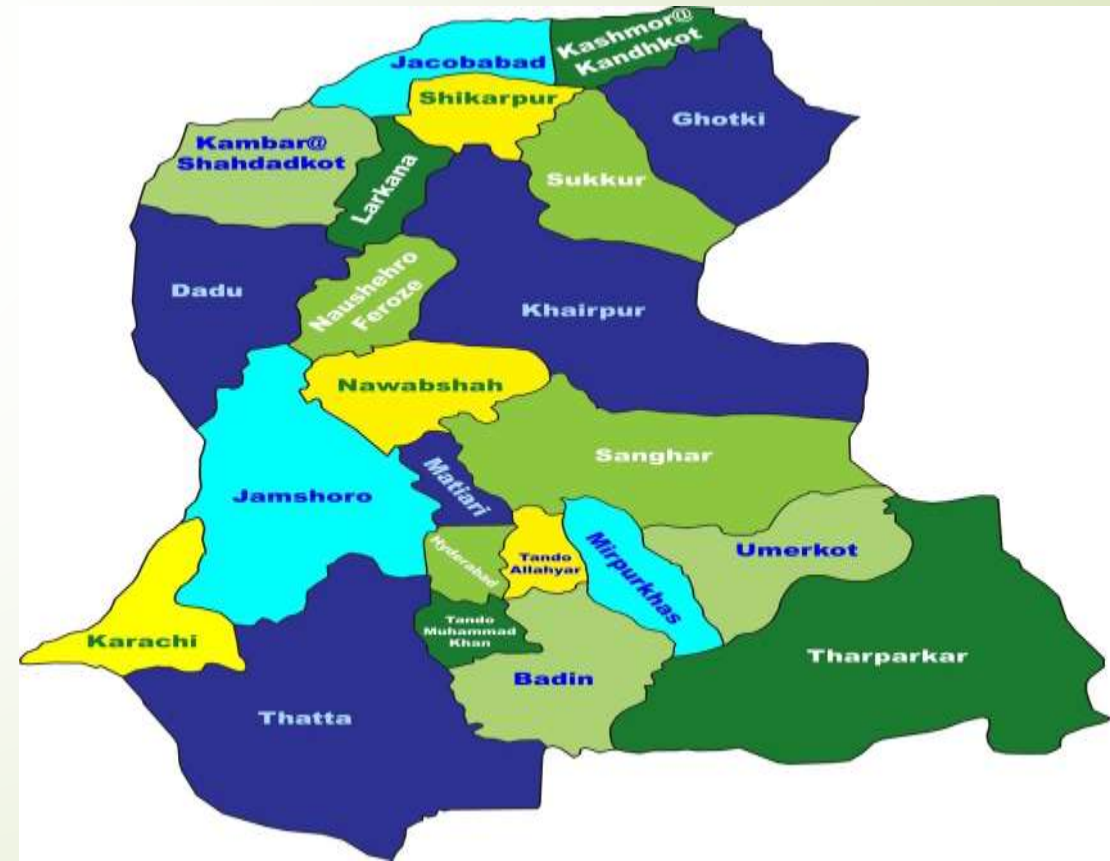 Kashmor@
Kandhkot
Jacobabad
Shikarpur
Ghotki
Kambar@
Shahdadkot
Larkana
Sukkur
Dadu
Naushehro
Feroze
Khairpur
Nawabshah
Sanghar
Matiari
Jamshoro
Hyderabad
Tando
Allahyar
Mirpurkhas
Umerkot
Karachi
Tando
Muhammad
Khan
Badin
Tharparkar
Thatta